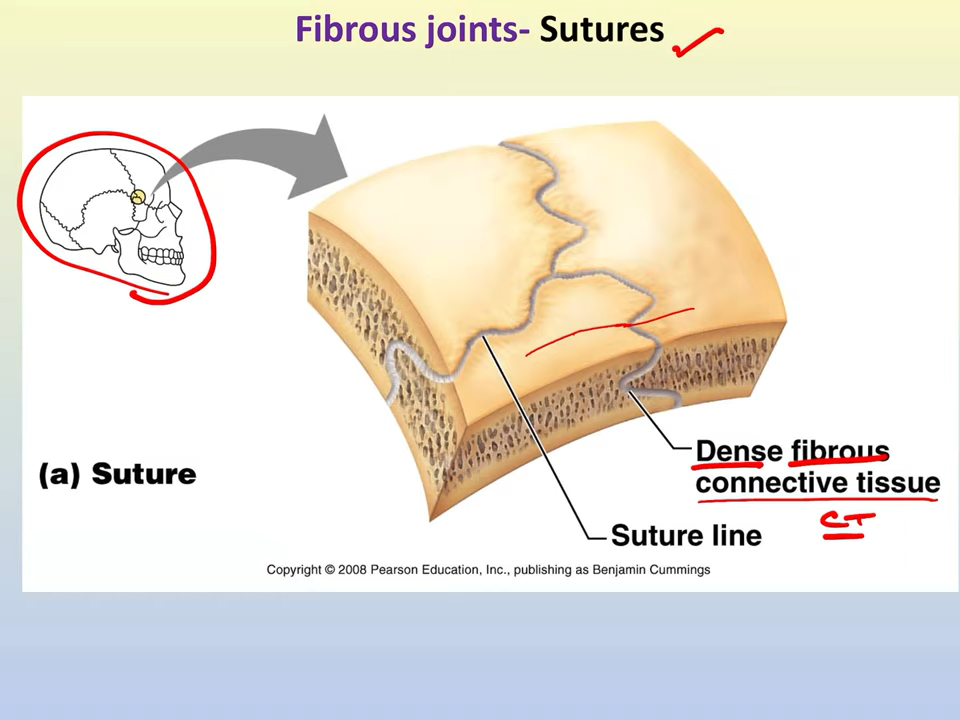 Fibrous joints- Sutures
Dense fibrous
connective tissue
CT
(a) Suture
Suture line
Copyright © 2008 Pearson Education, Inc., publishing as Benjamin Cummings